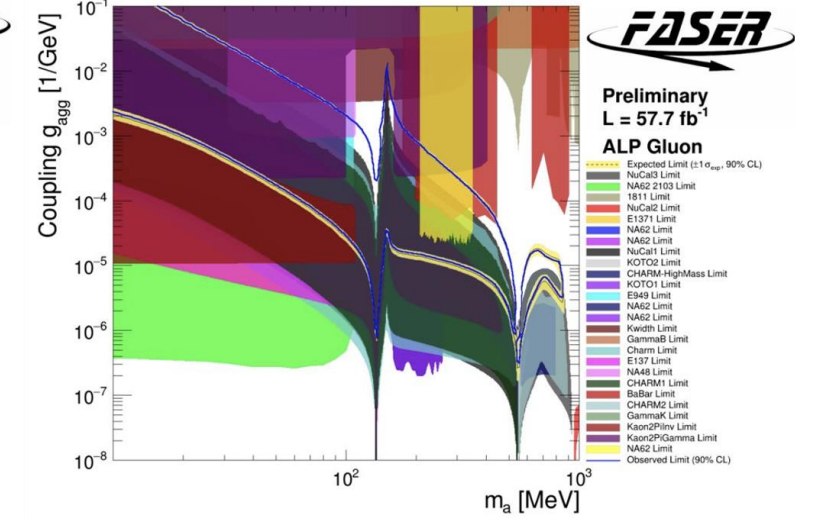 FASER
Preliminary
L = 57.7 fb⁻¹
ALP Gluon
Expected Limit (±1σexp, 90% CL)
NuCal3 Limit
NA62 2103 Limit
1811 Limit
NuCal2 Limit
E1371 Limit
NA62 Limit
NA62 Limit
NuCal1 Limit
KOTO2 Limit
CHARM-HighMass Limit
KOTO1 Limit
E949 Limit
NA62 Limit
NA62 Limit
Kwidth Limit
GammaB Limit
Charm Limit
E137 Limit
NA48 Limit
CHARM1 Limit
BaBar Limit
CHARM2 Limit
GammaK Limit
Kaon2PiInv Limit
Kaon2PiGamma Limit
NA62 Limit
Observed Limit (90% CL)
Coupling gagg [1/GeV]
10⁻¹
10⁻²
10⁻³
10⁻⁴
10⁻⁵
10⁻⁶
10⁻⁷
10⁻⁸
10²
10³
ma [MeV]